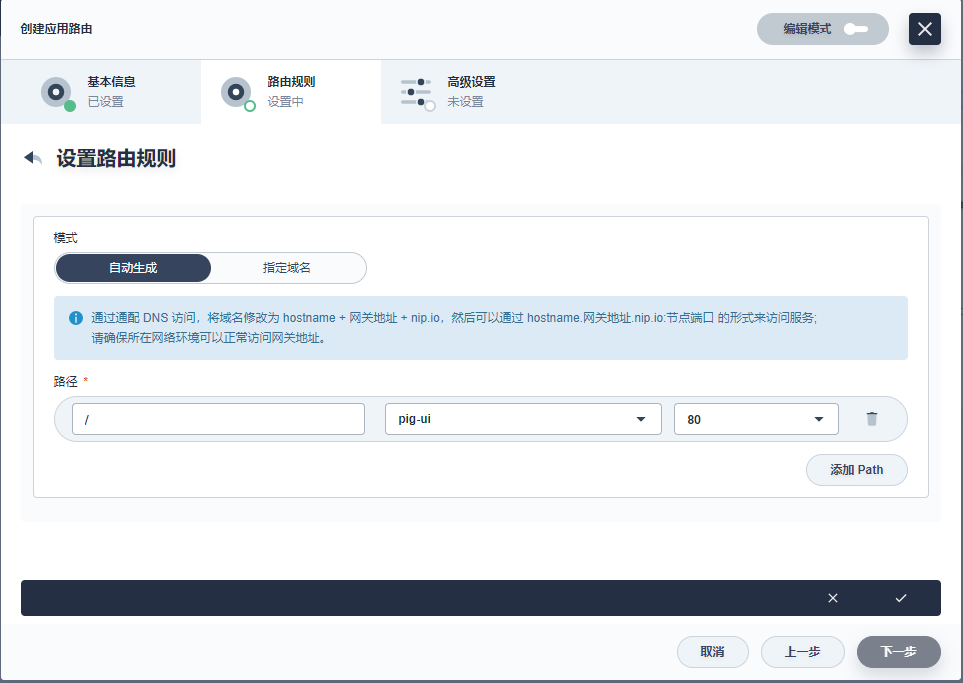 创建应用路由
编辑模式
基本信息
已设置
路由规则
设置中
高级设置
未设置
设置路由规则
模式
自动生成
指定域名
通过通配 DNS 访问，将域名修改为 hostname + 网关地址 + nip.io，然后可以通过 hostname.网关地址.nip.io:节点端口 的形式来访问服务;
请确保所在网络环境可以正常访问网关地址。
路径 *
/
pig-ui
80
添加 Path
取消
上一步
下一步